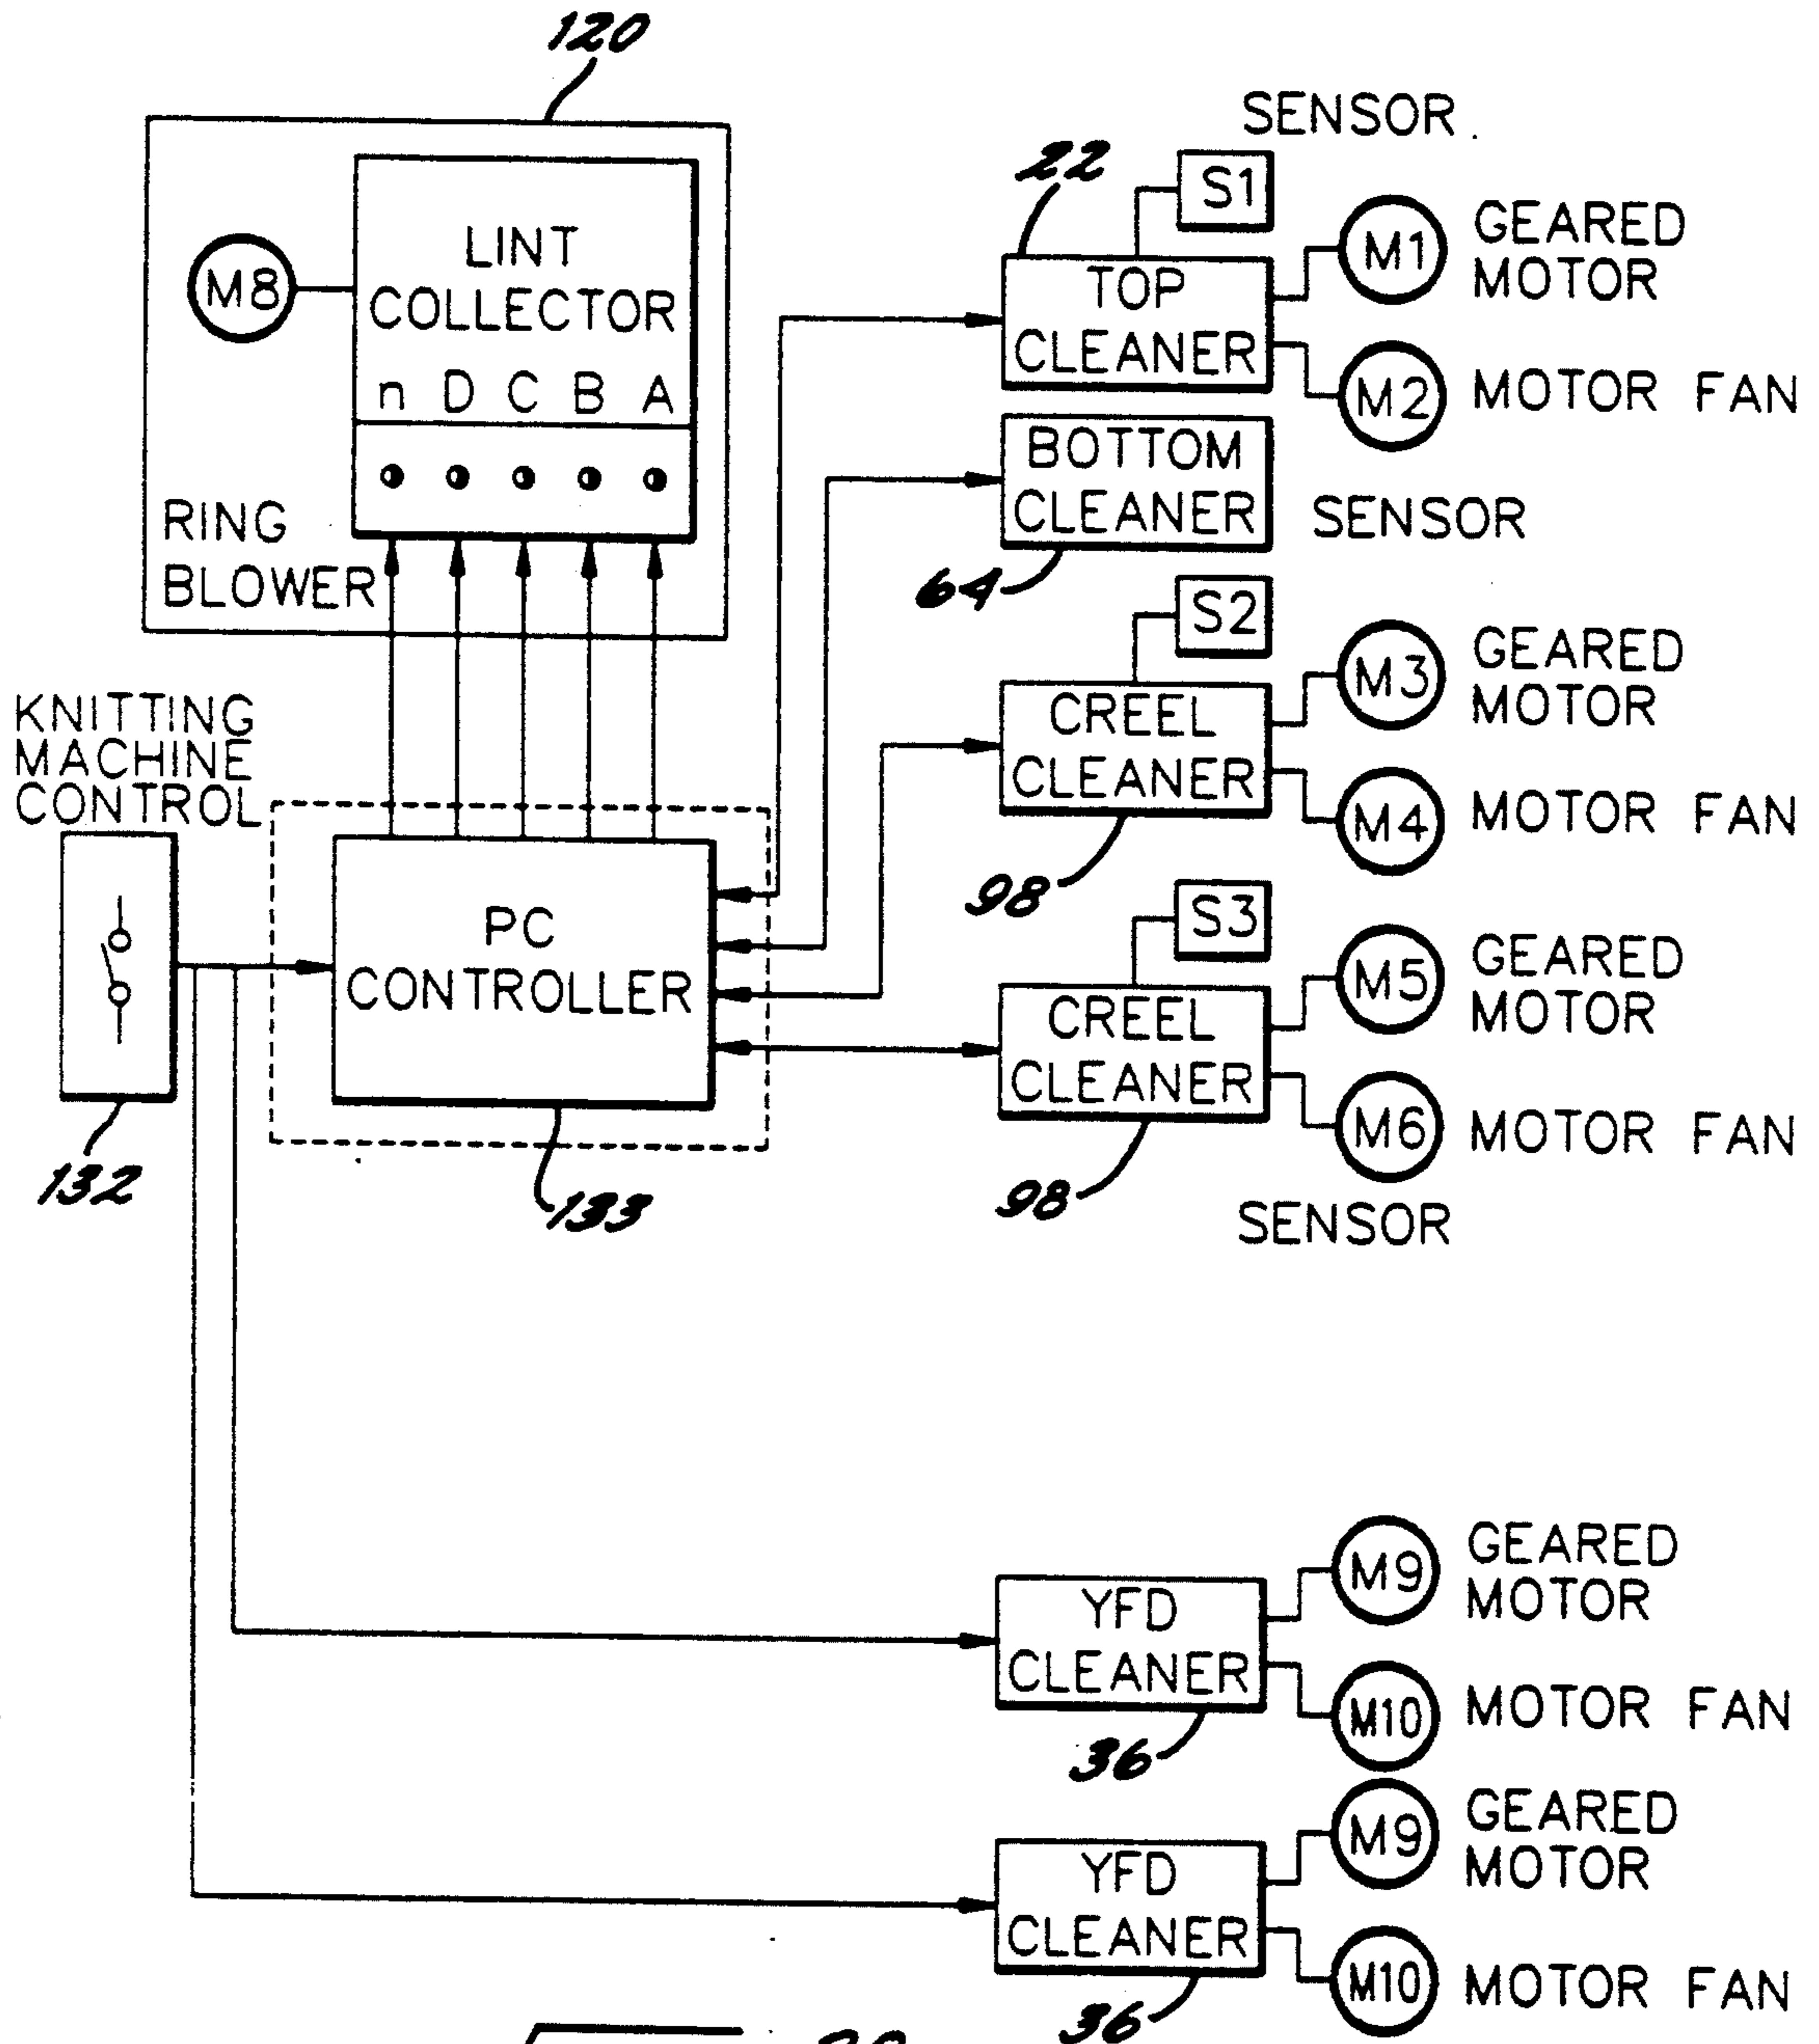 120
SENSOR
22
S1
LINT
COLLECTOR
M8
n D C B A
RING
BLOWER
TOP
CLEANER
M1
GEARED
MOTOR
M2
MOTOR FAN
BOTTOM
CLEANER
SENSOR
64
S2
CREEL
CLEANER
M3
GEARED
MOTOR
M4
MOTOR FAN
98
KNITTING
MACHINE
CONTROL
132
PC
CONTROLLER
133
S3
CREEL
CLEANER
M5
GEARED
MOTOR
M6
MOTOR FAN
98
SENSOR
YFD
CLEANER
M9
GEARED
MOTOR
M10
MOTOR FAN
36
YFD
CLEANER
M9
GEARED
MOTOR
M10
MOTOR FAN
36